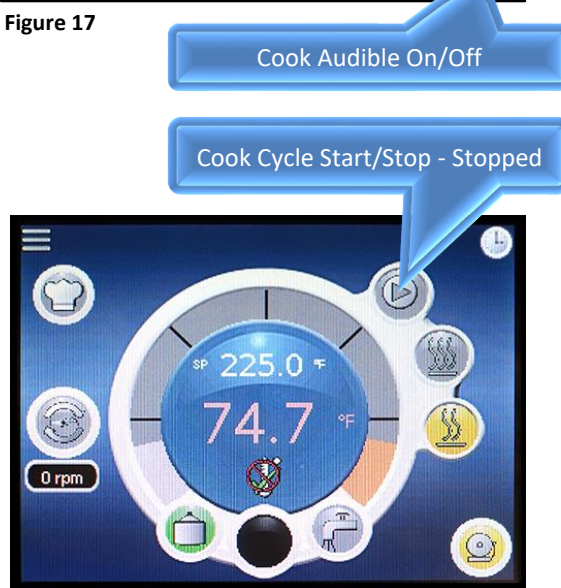 Figure 17
Cook Audible On/Off
Cook Cycle Start/Stop - Stopped
SP 225.0 °F
74.7 °F
0 rpm